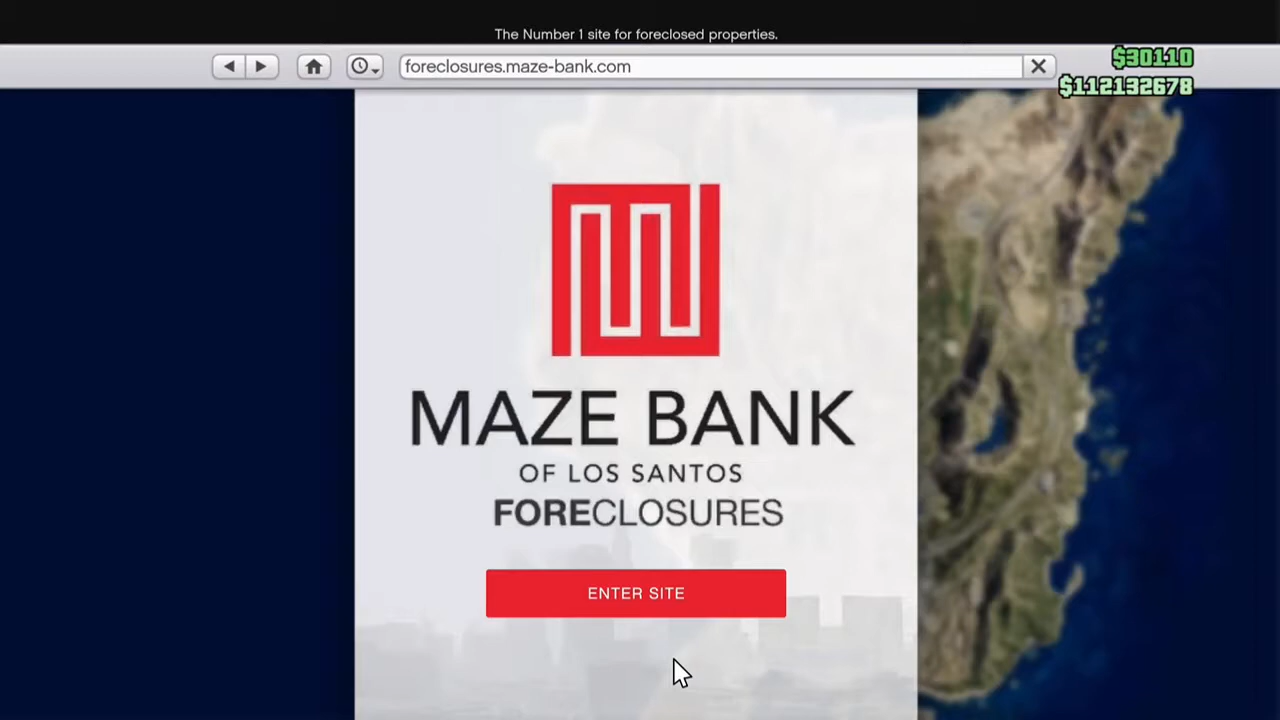 The Number 1 site for foreclosed properties.
foreclosures.maze-bank.com
$30110
$112132678
MAZE BANK
OF LOS SANTOS
FORECLOSURES
ENTER SITE